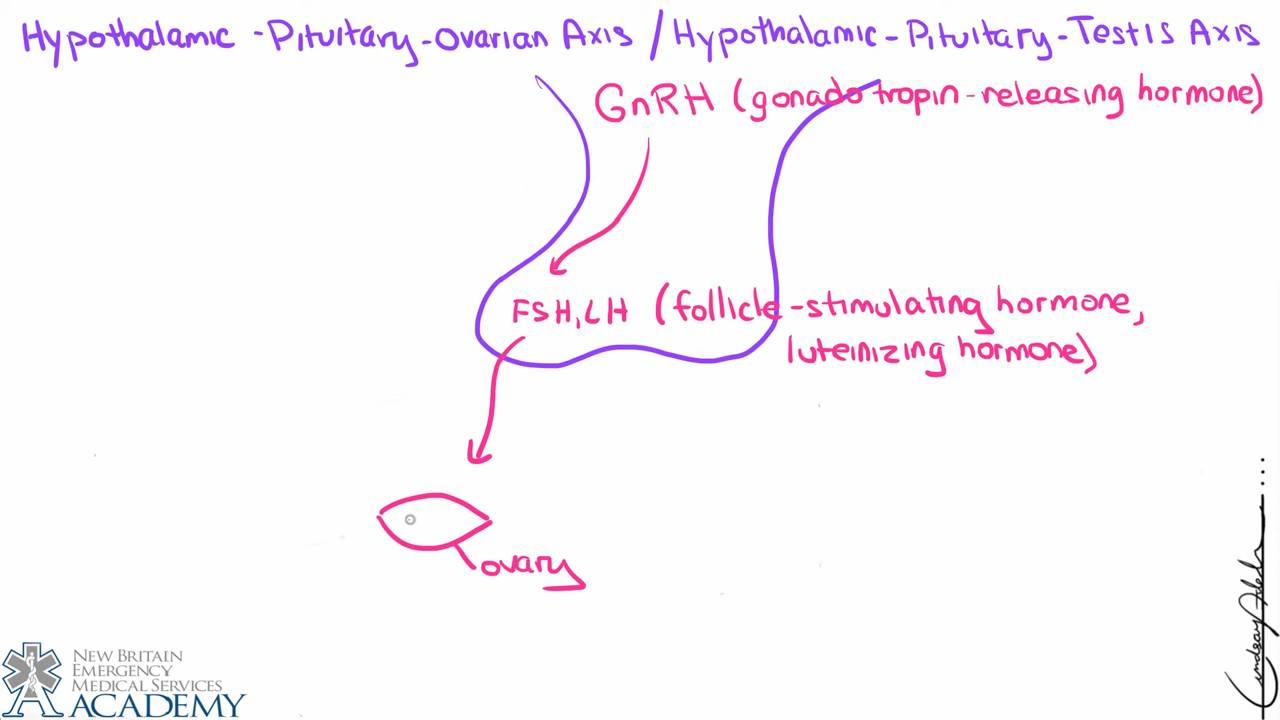 Hypothalamic -Pituitary-Ovarian Axis / Hypothalamic-Pituitary-Testis Axis
GnRH (gonadotropin-releasing hormone)
FSH, LH (follicle-stimulating hormone,
luteinizing hormone)
ovary
NEW BRITAIN
EMERGENCY
MEDICAL SERVICES
ACADEMY